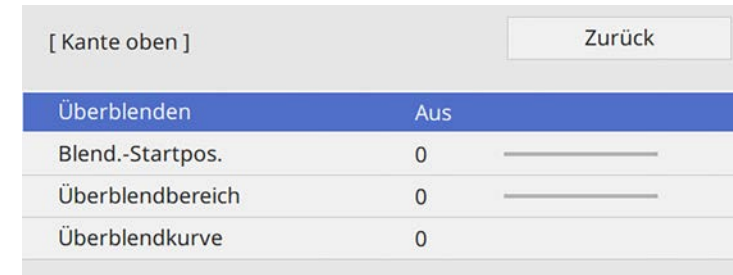 [ Kante oben ]
Zurück
Überblenden Aus
Blend.-Startpos. 0
Überblendbereich 0
Überblendkurve 0